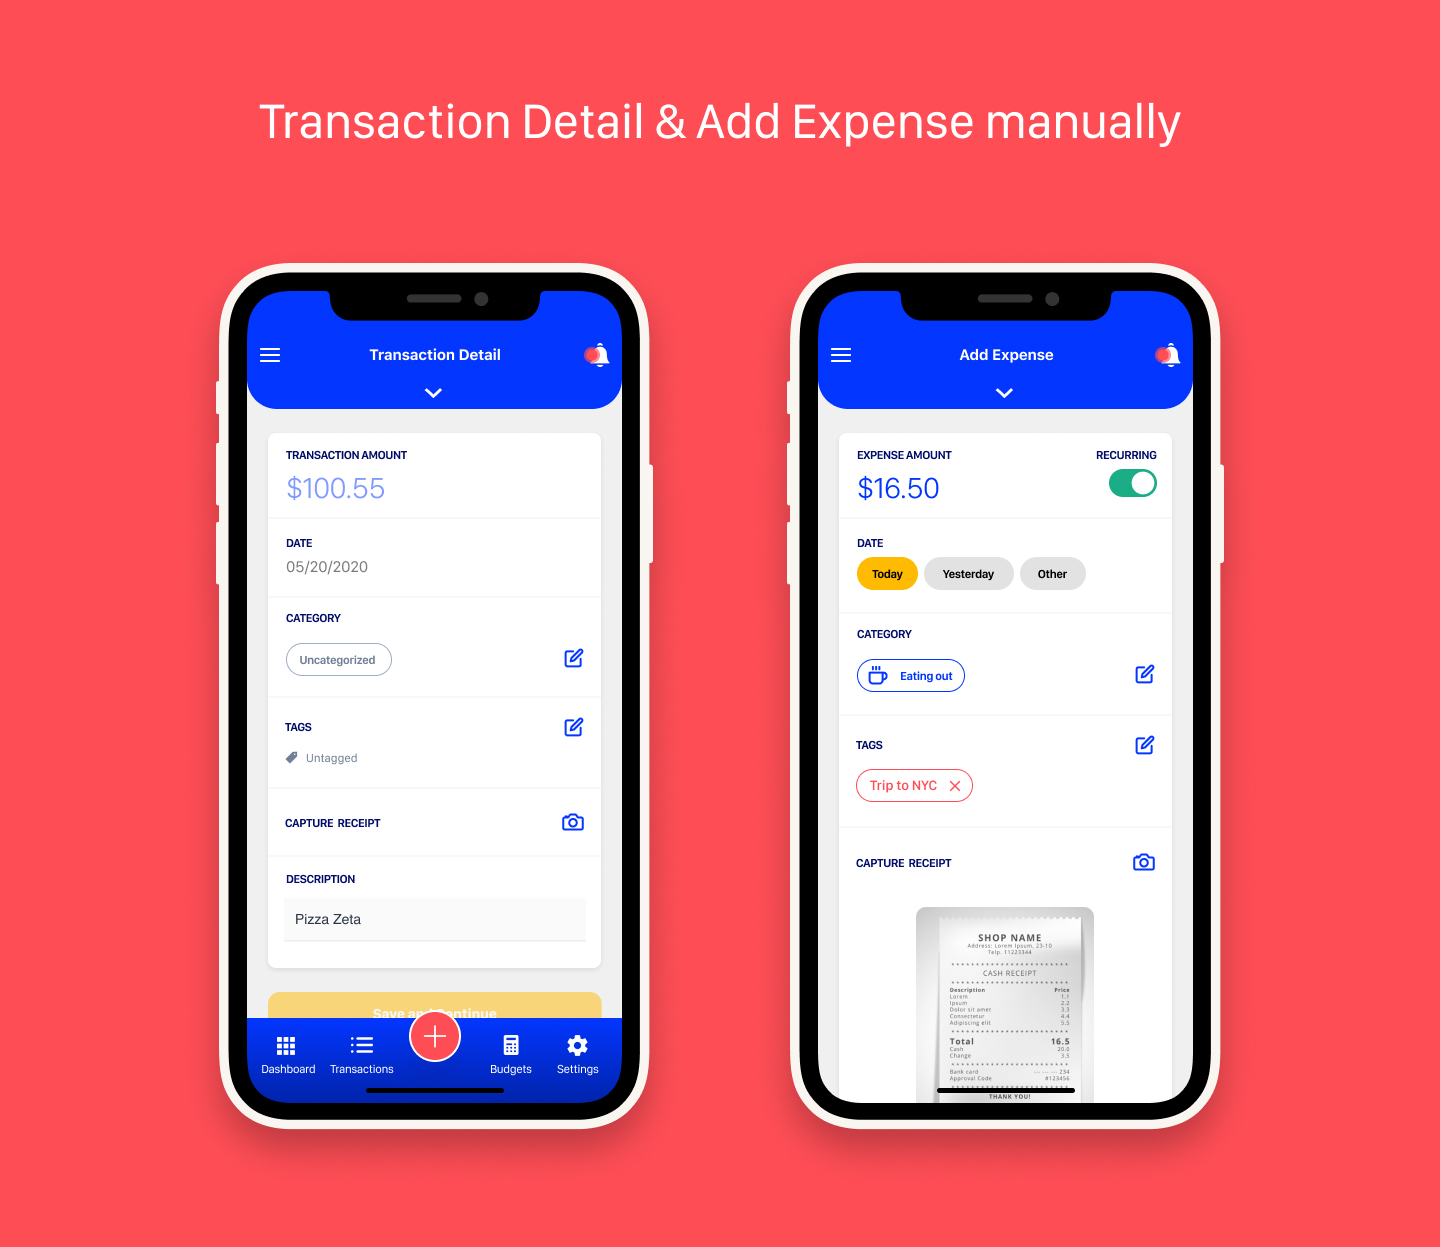 Transaction Detail & Add Expense manually
Transaction Detail
TRANSACTION AMOUNT
$100.55
DATE
05/20/2020
CATEGORY
Uncategorized
TAGS
Untagged
CAPTURE RECEIPT
DESCRIPTION
Pizza Zeta
Save and Continue
Dashboard
Transactions
Budgets
Settings
Add Expense
EXPENSE AMOUNT
RECURRING
$16.50
DATE
Today
Yesterday
Other
CATEGORY
Eating out
TAGS
Trip to NYC
CAPTURE RECEIPT
SHOP NAME
Address: Lorem Ipsum, 23-10
Telp. 11223344
CASH RECEIPT
Description Price
Lorem 1.1
Ipsum 2.2
Dolor sit amet 3.3
Consectetur 4.4
Adipiscing elit 5.5
Total 16.5
Cash 20.0
Change 3.5
Bank card --- --- --- 234
Approval Code #123456
THANK YOU!